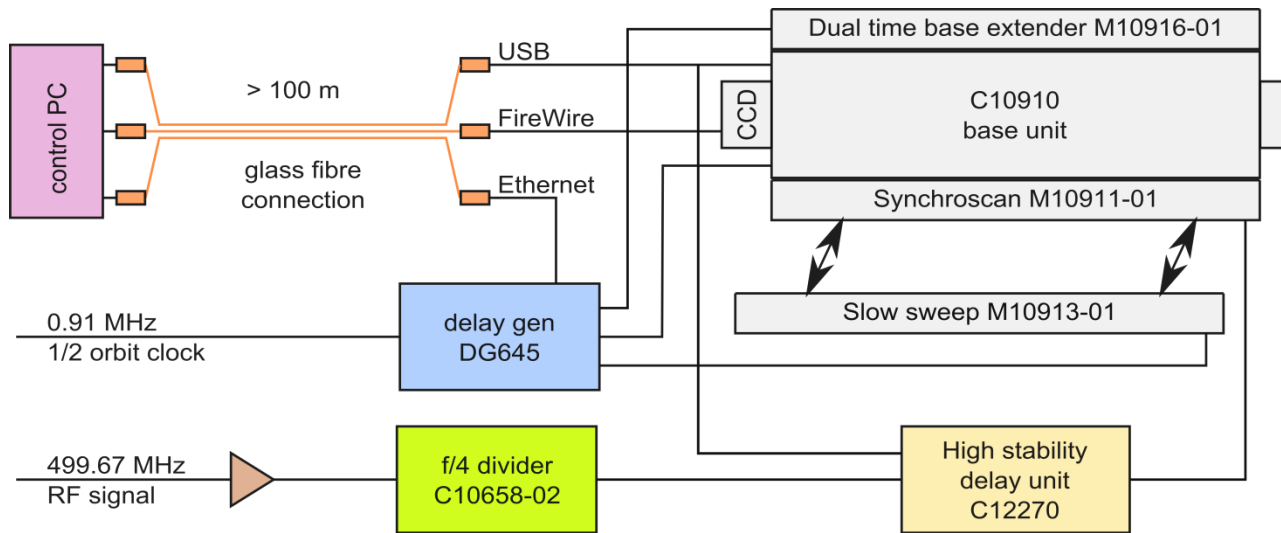 control PC
> 100 m
glass fibre
connection
USB
FireWire
Ethernet
Dual time base extender M10916-01
CCD
C10910
base unit
Synchroscan M10911-01
Slow sweep M10913-01
0.91 MHz
1/2 orbit clock
delay gen
DG645
499.67 MHz
RF signal
f/4 divider
C10658-02
High stability
delay unit
C12270